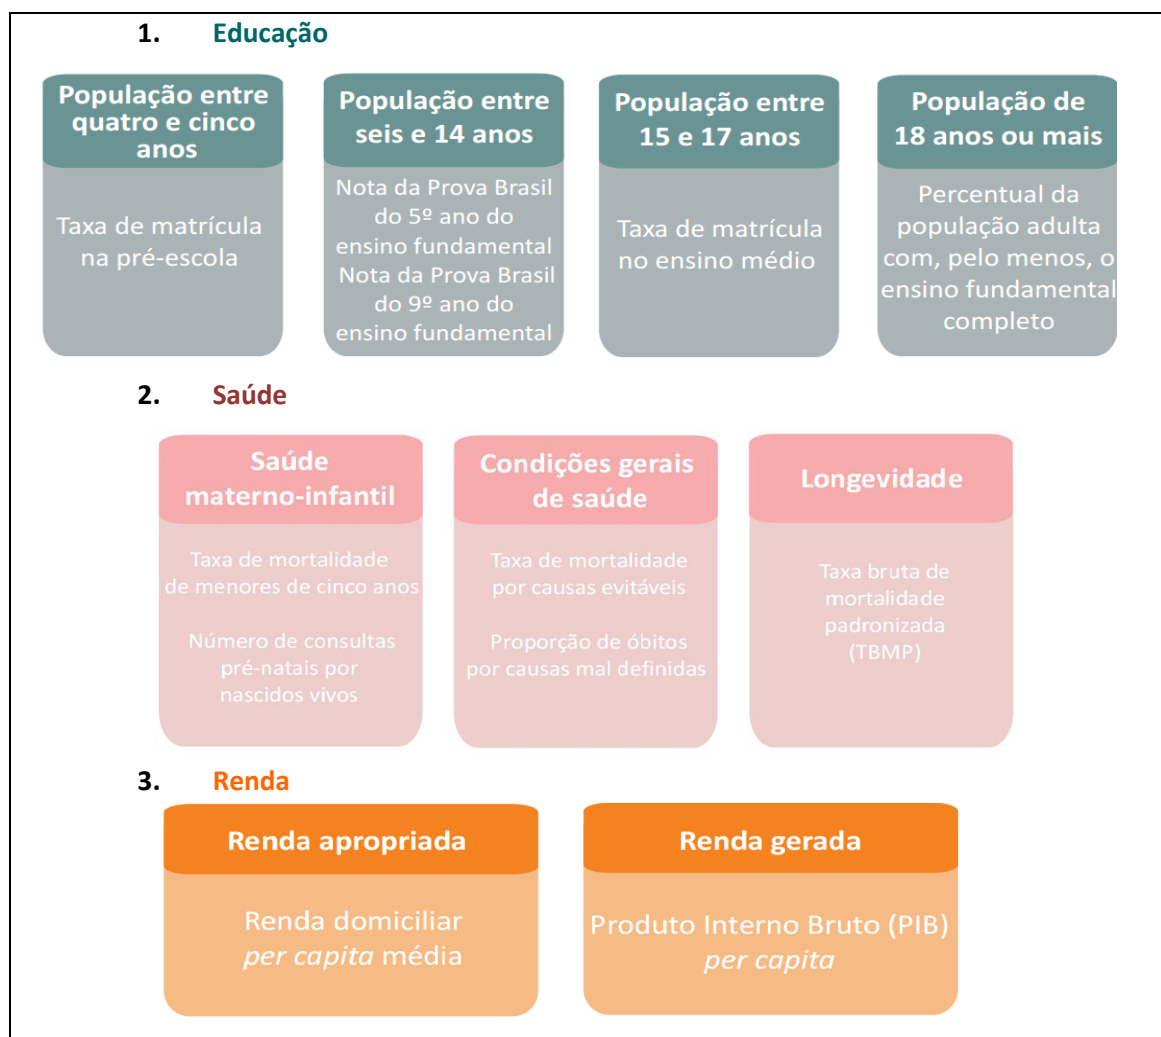 1. Educação
População entre
quatro e cinco
anos
Taxa de matrícula
na pré-escola
População entre
seis e 14 anos
Nota da Prova Brasil
do 5º ano do
ensino fundamental
Nota da Prova Brasil
do 9º ano do
ensino fundamental
População entre
15 e 17 anos
Taxa de matrícula
no ensino médio
População de
18 anos ou mais
Percentual da
população adulta
com, pelo menos, o
ensino fundamental
completo
2. Saúde
Saúde
materno-infantil
Taxa de mortalidade
de menores de cinco anos
Número de consultas
pré-natais por
nascidos vivos
Condições gerais
de saúde
Taxa de mortalidade
por causas evitáveis
Proporção de óbitos
por causas mal definidas
Longevidade
Taxa bruta de
mortalidade
padronizada
(TBMP)
3. Renda
Renda apropriada
Renda domiciliar
per capita média
Renda gerada
Produto Interno Bruto (PIB)
per capita